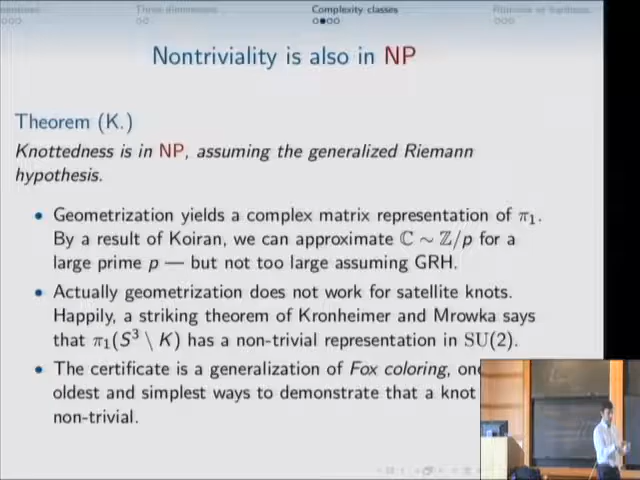 Three dimensions
Complexity classes
Nontriviality is also in NP
Theorem (K.)
Knottedness is in NP, assuming the generalized Riemann
hypothesis.
• Geometrization yields a complex matrix representation of π₁.
By a result of Koiran, we can approximate ℂ ∼ ℤ/p for a
large prime p — but not too large assuming GRH.
• Actually geometrization does not work for satellite knots.
Happily, a striking theorem of Kronheimer and Mrowka says
that π₁(S³ \ K) has a non-trivial representation in SU(2).
• The certificate is a generalization of Fox coloring, one
oldest and simplest ways to demonstrate that a knot
non-trivial.